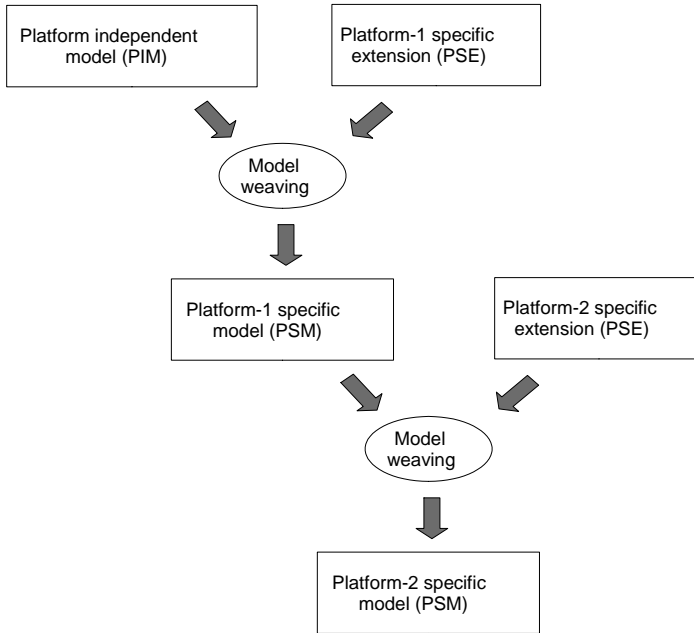 Platform independent
model (PIM)
Platform-1 specific
extension (PSE)
Model
weaving
Platform-1 specific
model (PSM)
Platform-2 specific
extension (PSE)
Model
weaving
Platform-2 specific
model (PSM)